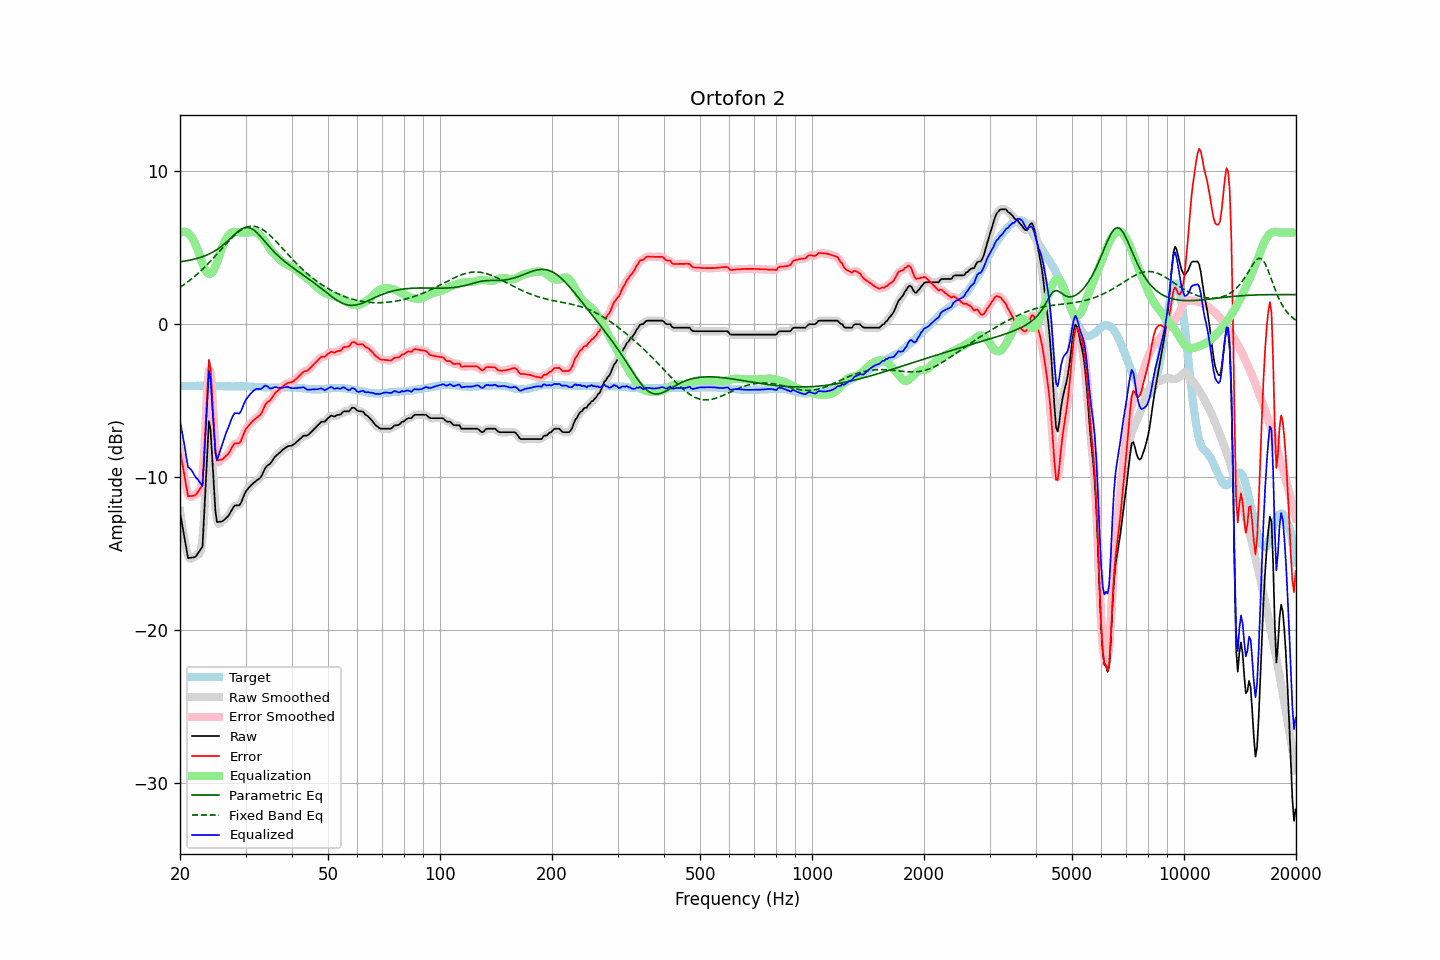 Ortofon 2
Amplitude (dBr)
10
0
−10
−20
−30
Target
Raw Smoothed
Error Smoothed
Raw
Error
Equalization
Parametric Eq
Fixed Band Eq
Equalized
20 50 100 200 500 1000 2000 5000 10000 20000
Frequency (Hz)